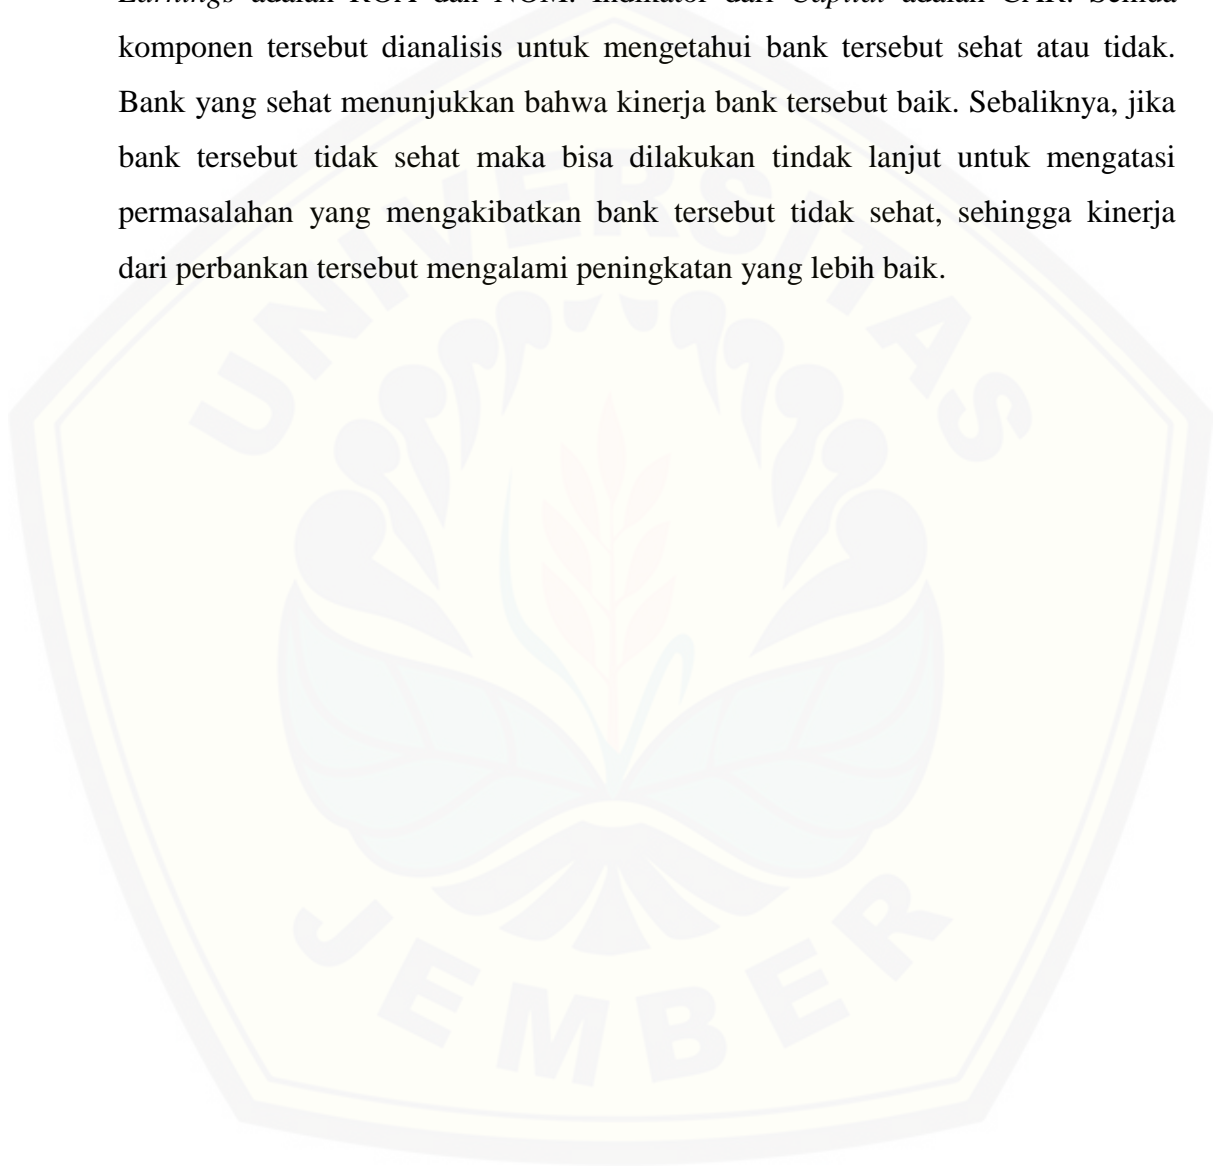 Earnings adalah ROA dan NOM. Indikator dari Capital adalah CAR. Semua
komponen tersebut dianalisis untuk mengetahui bank tersebut sehat atau tidak.
Bank yang sehat menunjukkan bahwa kinerja bank tersebut baik. Sebaliknya, jika
bank tersebut tidak sehat maka bisa dilakukan tindak lanjut untuk mengatasi
permasalahan yang mengakibatkan bank tersebut tidak sehat, sehingga kinerja
dari perbankan tersebut mengalami peningkatan yang lebih baik.
UNIVERSITAS
JEMBER